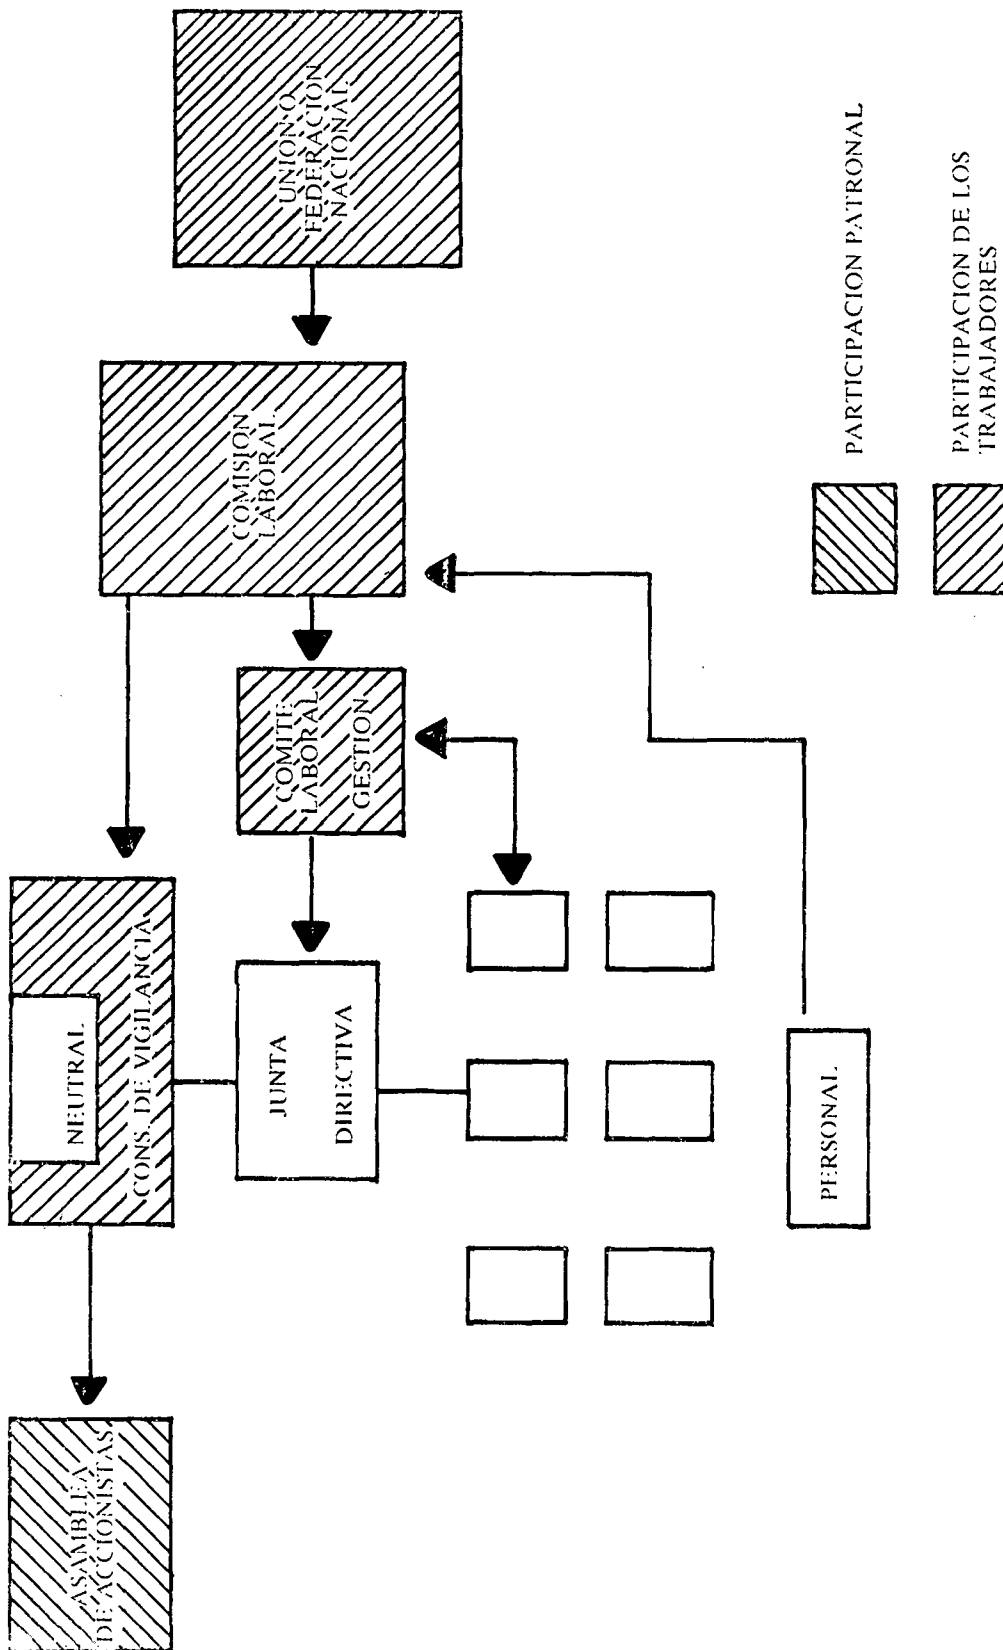 ASAMBLEA
DE ACCIONISTAS
NEUTRAL
CONS. DE VIGILANCIA
JUNTA
DIRECTIVA
COMITE
LABORAL
GESTION
COMISION
LABORAL
UNION O
FEDERACION
NACIONAL
PERSONAL
PARTICIPACION PATRONAL
PARTICIPACION DE LOS
TRABAJADORES